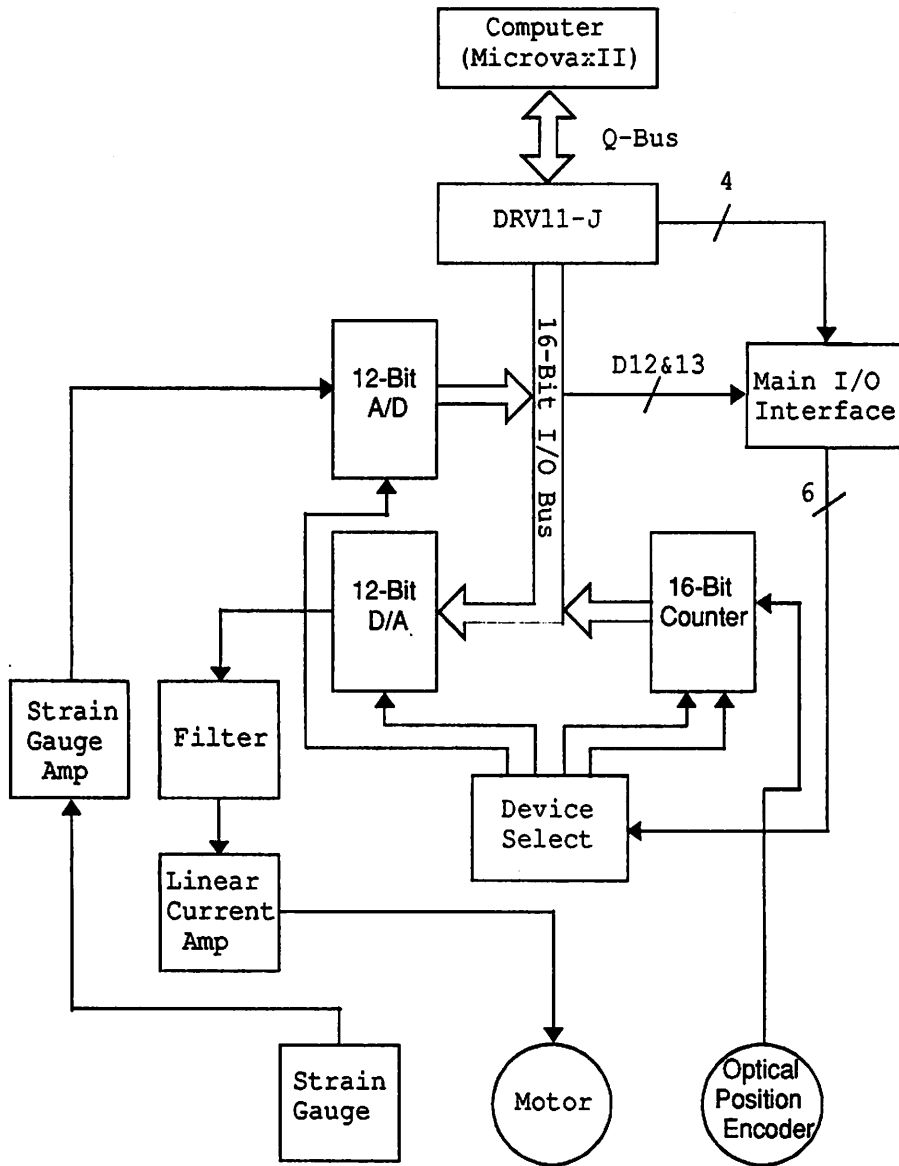 Computer
(MicrovaxII)
Q-Bus
DRV11-J
4
16-Bit I/O Bus
12-Bit
A/D
D12&13
Main I/O
Interface
6
12-Bit
D/A
16-Bit
Counter
Strain
Gauge
Amp
Filter
Device
Select
Linear
Current
Amp
Strain
Gauge
Motor
Optical
Position
Encoder